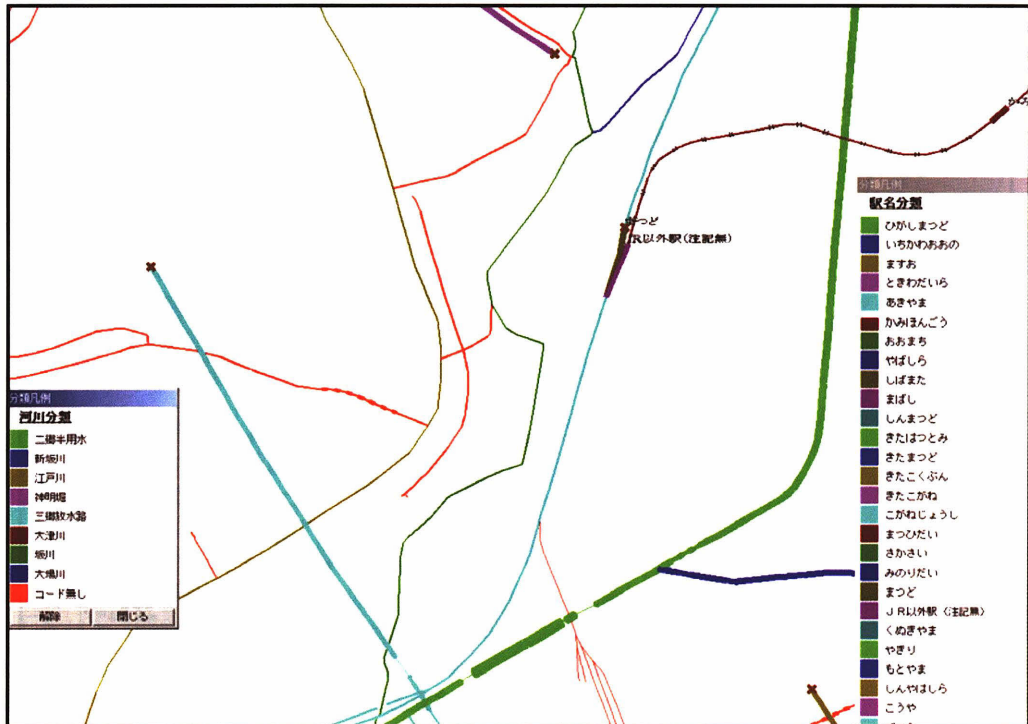 まつど
JR以外駅(注記無)
分類凡例
河川分類
二郷半用水
新坂川
江戸川
神明堀
三郷放水路
大津川
坂川
大場川
コード無し
解除
閉じる
分類凡例
駅名分類
ひがしまつど
いちかわおおの
ますお
ときわだいら
あきやま
かみほんごう
おおまち
やばしら
しばまた
まばし
しんまつど
きたはつとみ
きたまつど
きたこくぶん
きたこがね
こがねじょうし
まつひだい
さかさい
みのりだい
まつど
JR以外駅(注記無)
くぬぎやま
やきり
もとやま
しんやはしら
こうや